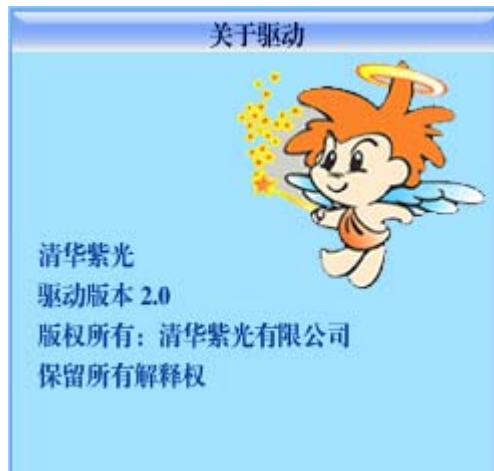 关于驱动
清华紫光
驱动版本 2.0
版权所有：清华紫光有限公司
保留所有解释权